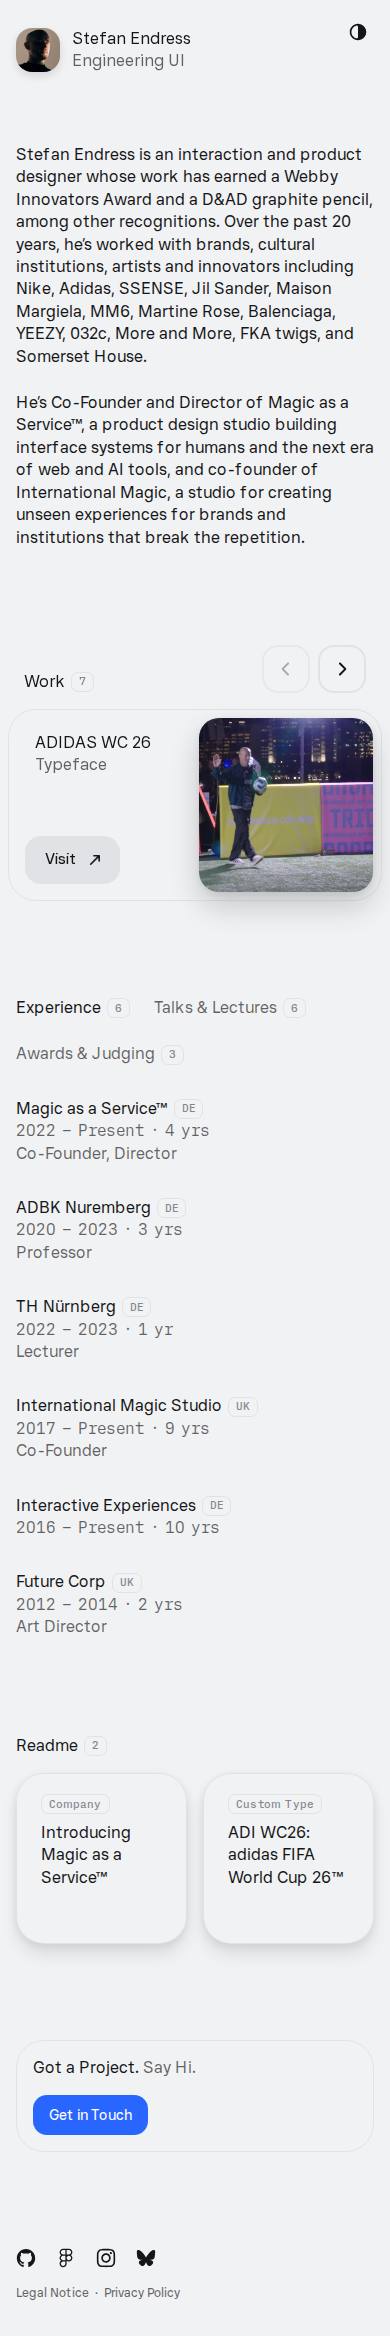 Stefan Endress
Engineering UI
Stefan Endress is an interaction and product
designer whose work has earned a Webby
Innovators Award and a D&AD graphite pencil,
among other recognitions. Over the past 20
years, he's worked with brands, cultural
institutions, artists and innovators including
Nike, Adidas, SSENSE, Jil Sander, Maison
Margiela, MM6, Martine Rose, Balenciaga,
YEEZY, 032c, More and More, FKA twigs, and
Somerset House.
He's Co-Founder and Director of Magic as a
Service™, a product design studio building
interface systems for humans and the next era
of web and AI tools, and co-founder of
International Magic, a studio for creating
unseen experiences for brands and
institutions that break the repetition.
Work 7
ADIDAS WC 26
Typeface
Visit
Experience 6 Talks & Lectures 6
Awards & Judging 3
Magic as a Service™ DE
2022 – Present · 4 yrs
Co-Founder, Director
ADBK Nuremberg DE
2020 – 2023 · 3 yrs
Professor
TH Nürnberg DE
2022 – 2023 · 1 yr
Lecturer
International Magic Studio UK
2017 – Present · 9 yrs
Co-Founder
Interactive Experiences DE
2016 – Present · 10 yrs
Future Corp UK
2012 – 2014 · 2 yrs
Art Director
Readme 2
Company
Introducing
Magic as a
Service™
Custom Type
ADI WC26:
adidas FIFA
World Cup 26™
Got a Project. Say Hi.
Get in Touch
Legal Notice · Privacy Policy